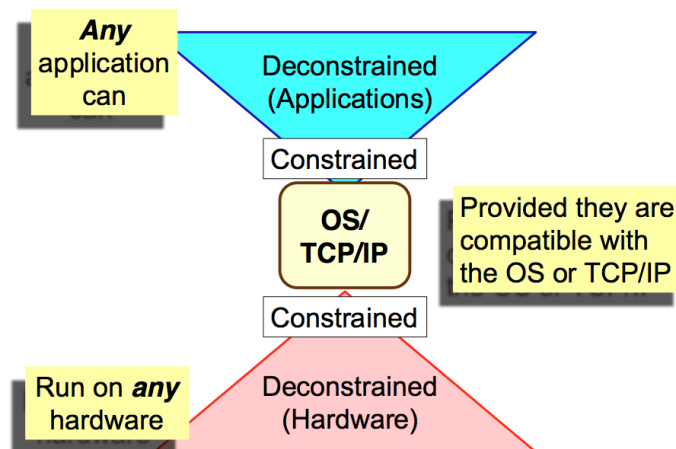 Any
application
can
Deconstrained
(Applications)
Constrained
OS/
TCP/IP
Provided they are
compatible with
the OS or TCP/IP
Constrained
Run on any
hardware
Deconstrained
(Hardware)